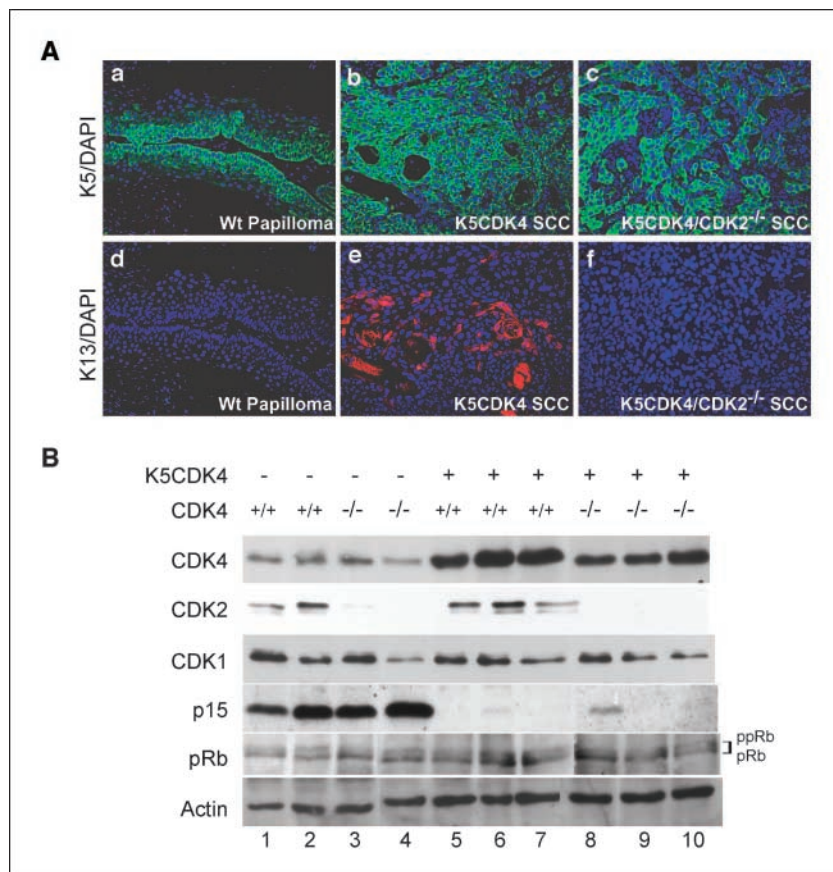 A
a
b
c
K5/DAPI
Wt Papilloma
K5CDK4 SCC
K5CDK4/CDK2-/- SCC
d
e
f
K13/DAPI
Wt Papilloma
K5CDK4 SCC
K5CDK4/CDK2-/- SCC
B
K5CDK4 - - - - + + + + + +
CDK4 +/+ +/+ -/- -/- +/+ +/+ +/+ -/- -/- -/-
CDK4
CDK2
CDK1
p15
pRb
ppRb
pRb
Actin
1 2 3 4 5 6 7 8 9 10